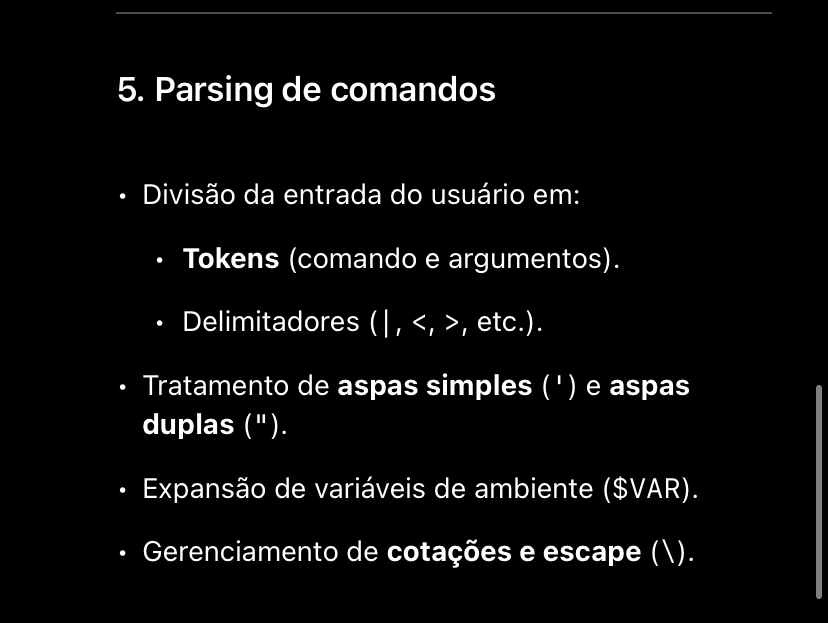 5. Parsing de comandos
• Divisão da entrada do usuário em:
• Tokens (comando e argumentos).
• Delimitadores (|, <, >, etc.).
• Tratamento de aspas simples (') e aspas
duplas (").
• Expansão de variáveis de ambiente ($VAR).
• Gerenciamento de cotações e escape (\).